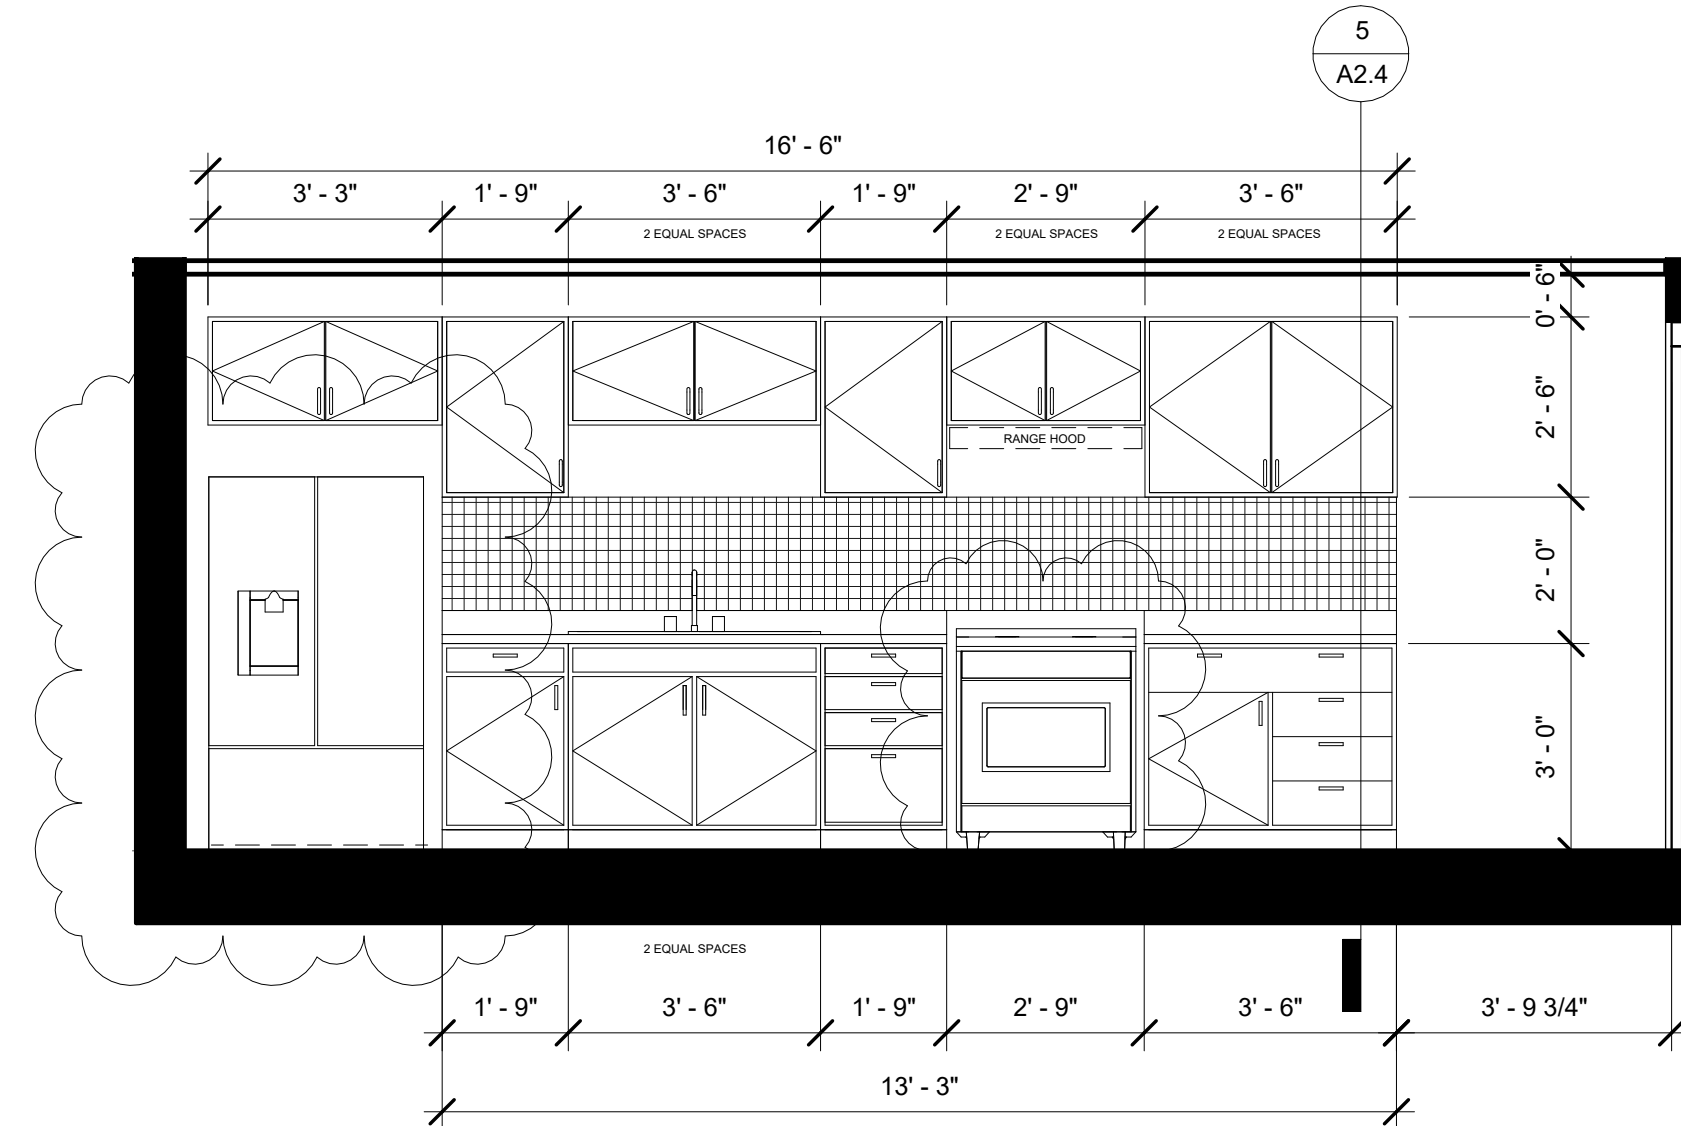 5
A2.4
16' - 6"
3' - 3"
1' - 9"
3' - 6"
1' - 9"
2' - 9"
3' - 6"
2 EQUAL SPACES
2 EQUAL SPACES
2 EQUAL SPACES
0' - 6"
2' - 6"
RANGE HOOD
2' - 0"
3' - 0"
2 EQUAL SPACES
1' - 9"
3' - 6"
1' - 9"
2' - 9"
3' - 6"
3' - 9 3/4"
13' - 3"